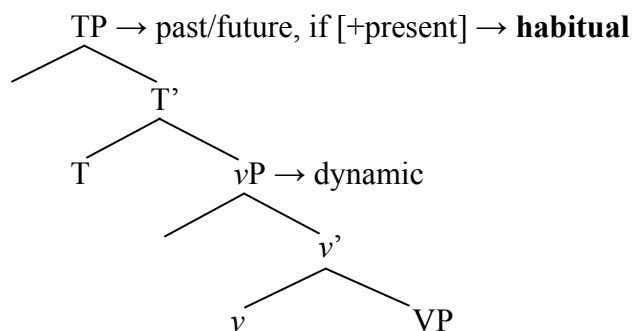 TP → past/future, if [+present] → habitual
T’
T
vP → dynamic
v’
v
VP